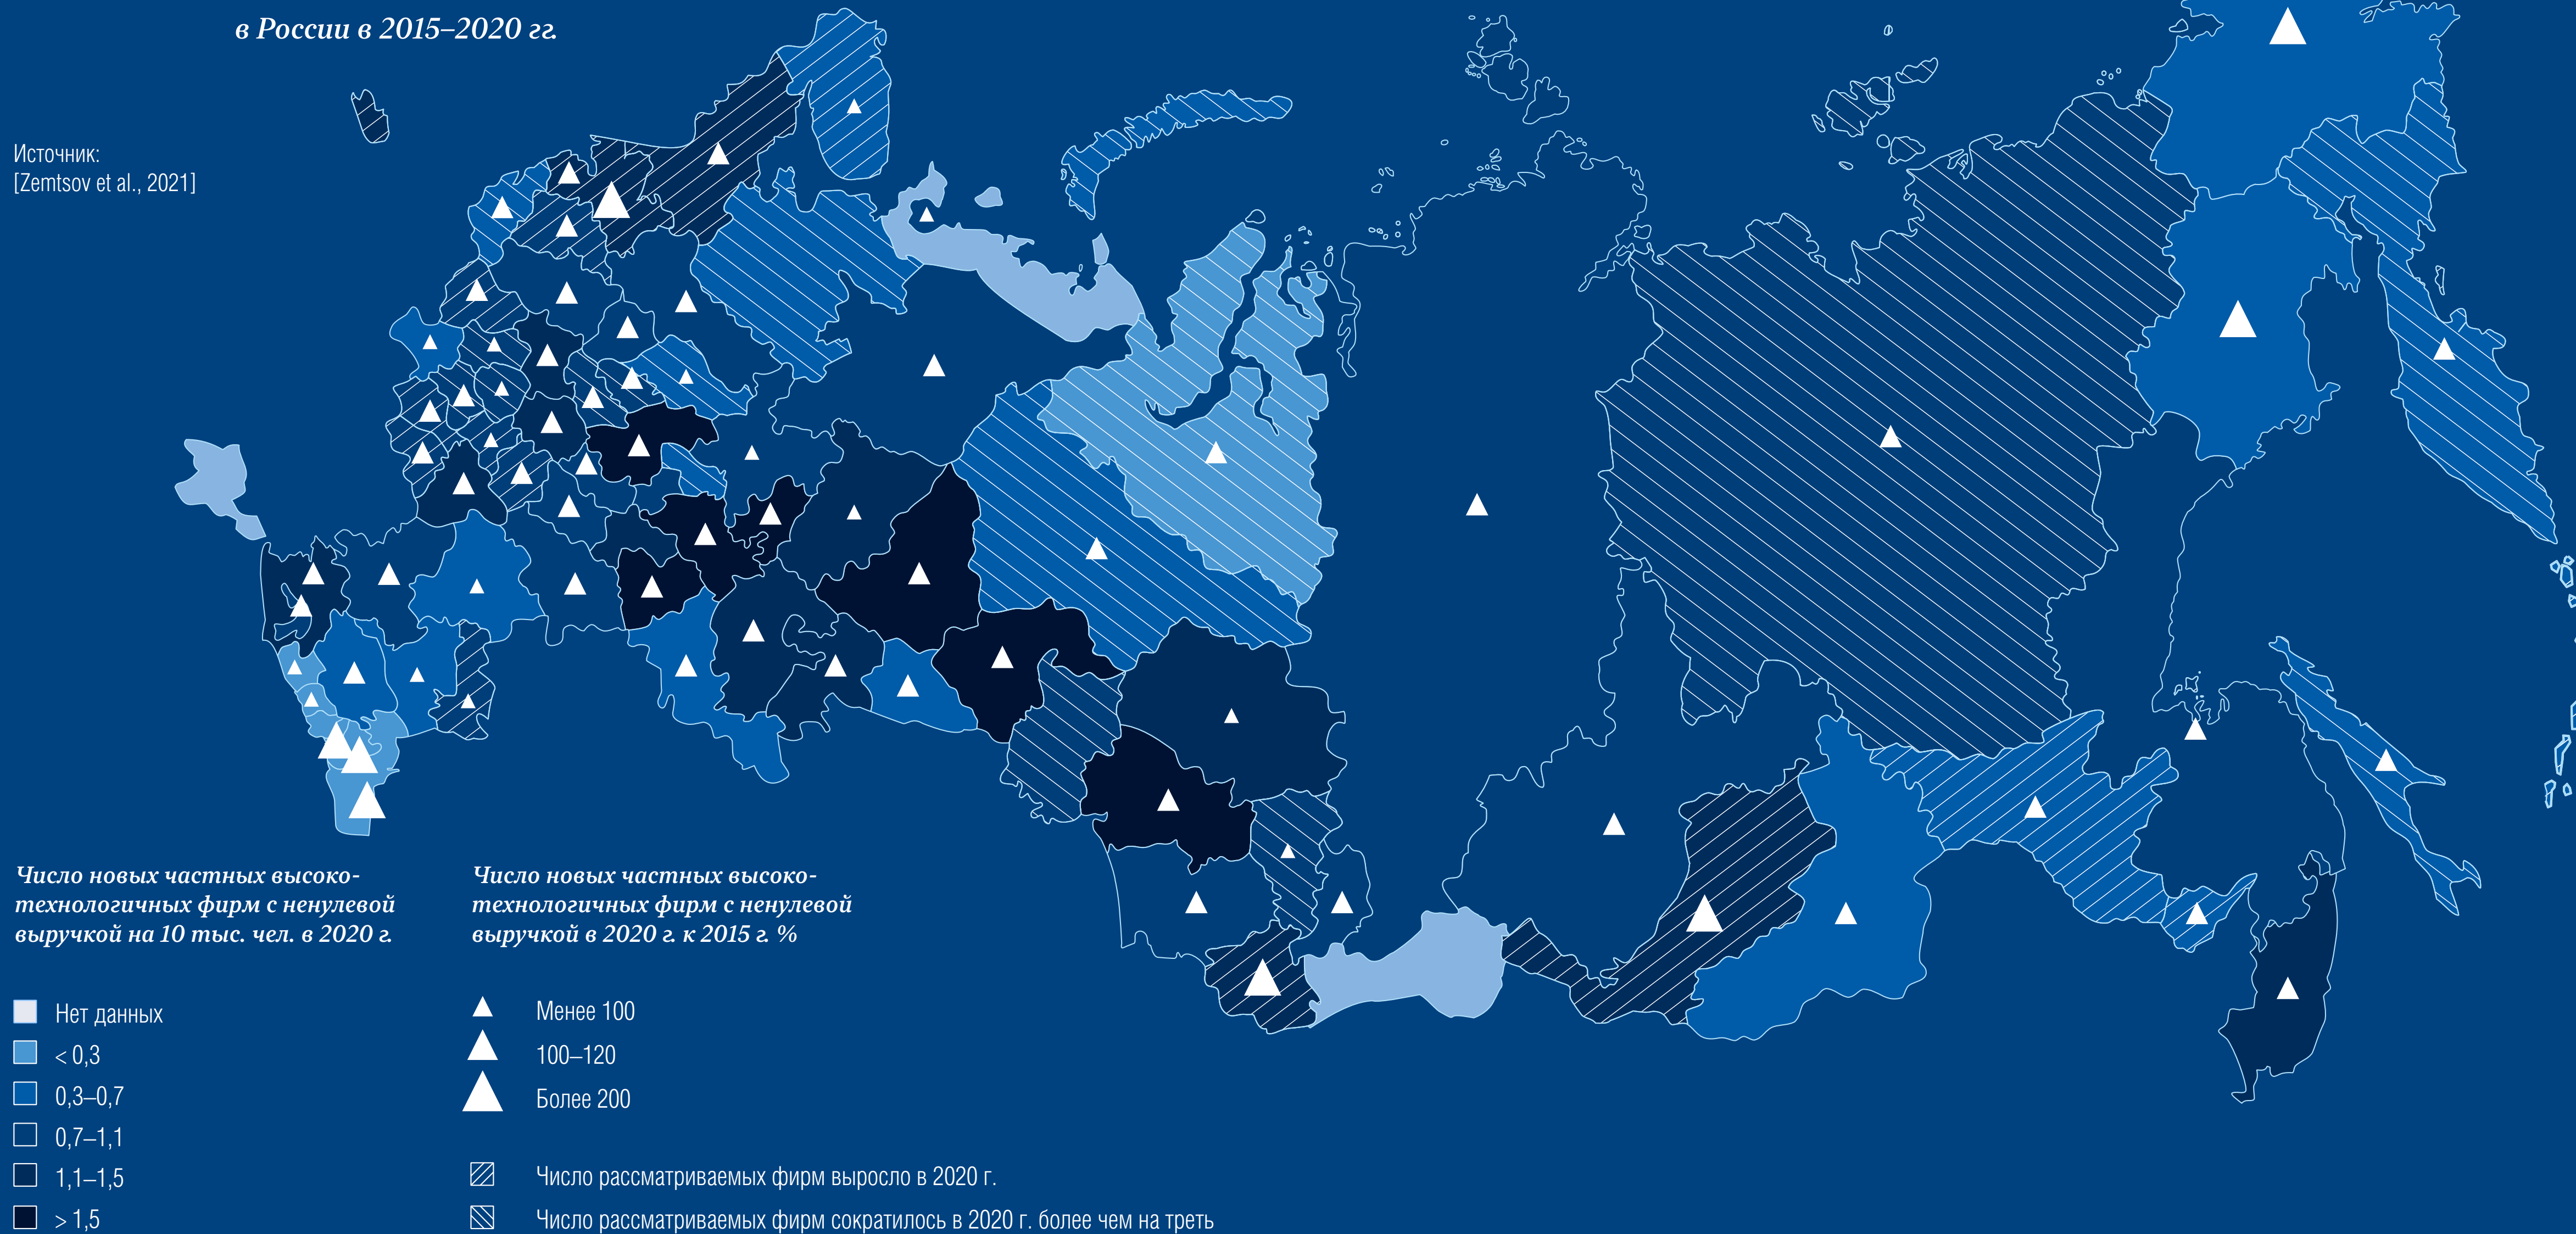 в России в 2015–2020 гг.
Источник:
[Zemtsov et al., 2021]
Число новых частных высоко-
технологичных фирм с ненулевой
выручкой на 10 тыс. чел. в 2020 г.
Нет данных
< 0,3
0,3–0,7
0,7–1,1
1,1–1,5
> 1,5
Число новых частных высоко-
технологичных фирм с ненулевой
выручкой в 2020 г. к 2015 г. %
Менее 100
100–120
Более 200
Число рассматриваемых фирм выросло в 2020 г.
Число рассматриваемых фирм сократилось в 2020 г. более чем на треть